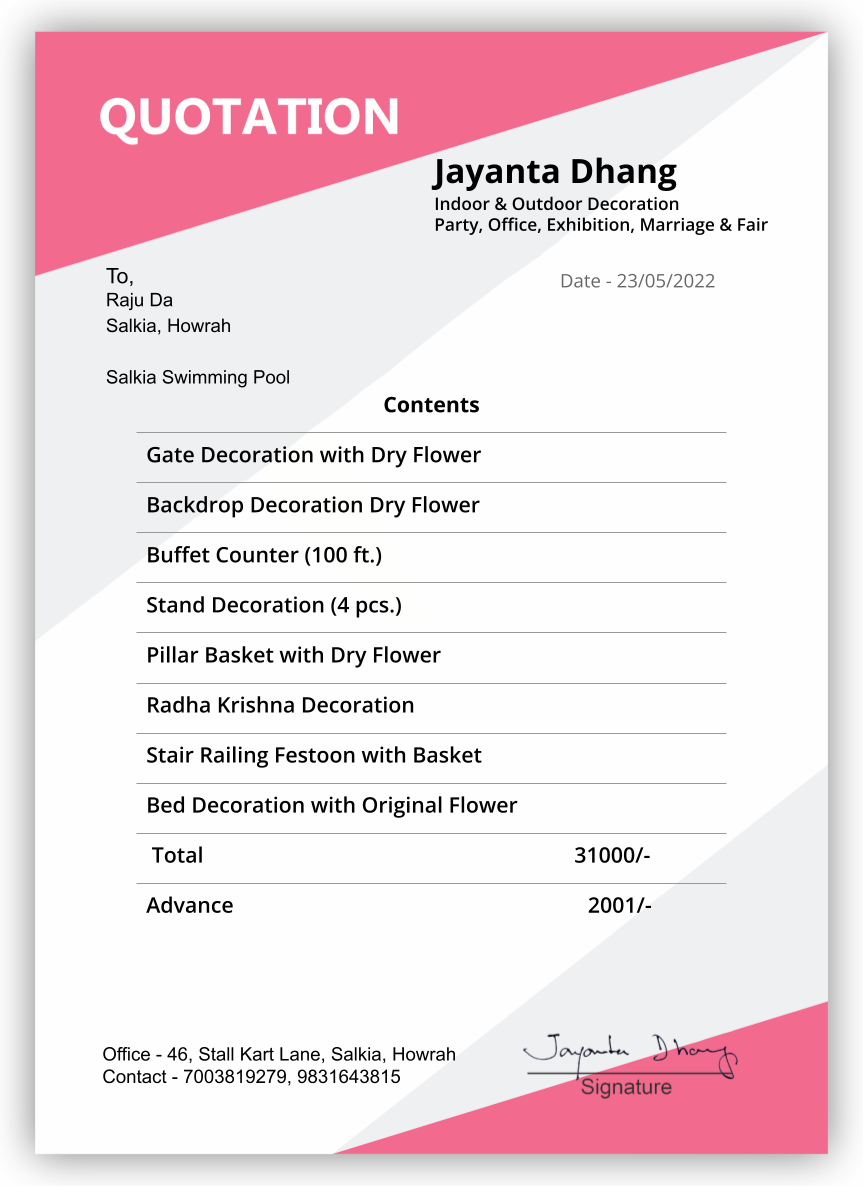 QUOTATION
Jayanta Dhang
Indoor & Outdoor Decoration
Party, Office, Exhibition, Marriage & Fair
To,
Raju Da
Salkia, Howrah
Date - 23/05/2022
Salkia Swimming Pool
Contents
Gate Decoration with Dry Flower
Backdrop Decoration Dry Flower
Buffet Counter (100 ft.)
Stand Decoration (4 pcs.)
Pillar Basket with Dry Flower
Radha Krishna Decoration
Stair Railing Festoon with Basket
Bed Decoration with Original Flower
Total 31000/-
Advance 2001/-
Office - 46, Stall Kart Lane, Salkia, Howrah
Contact - 7003819279, 9831643815
Jayanta Dhang
Signature